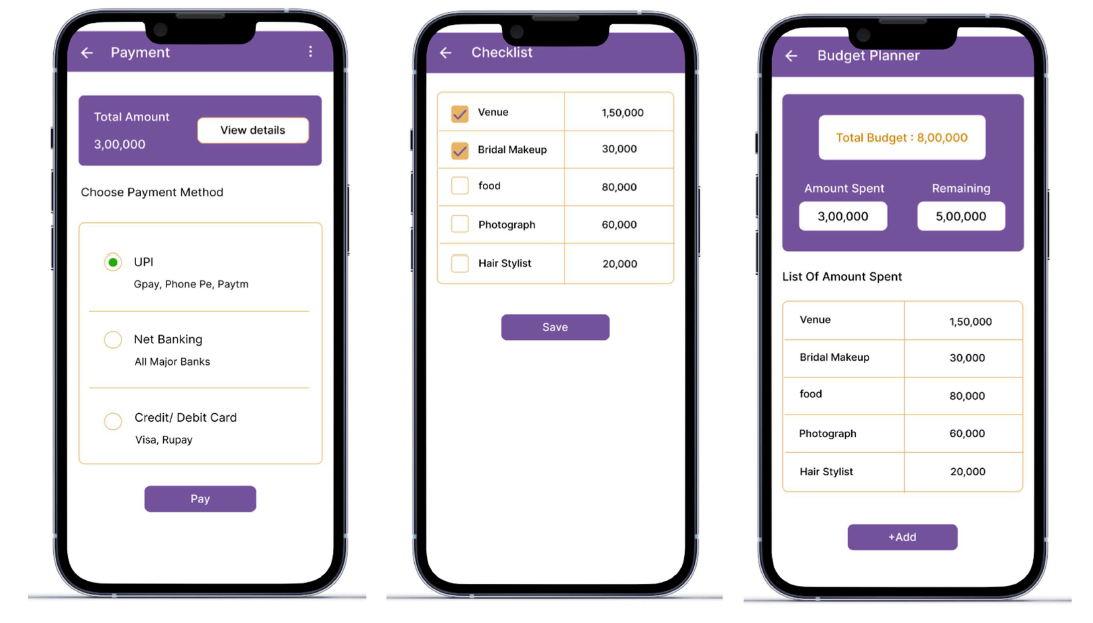 Payment
Total Amount
3,00,000
View details
Choose Payment Method
UPI
Gpay, Phone Pe, Paytm
Net Banking
All Major Banks
Credit/ Debit Card
Visa, Rupay
Pay
Checklist
Venue 1,50,000
Bridal Makeup 30,000
food 80,000
Photograph 60,000
Hair Stylist 20,000
Save
Budget Planner
Total Budget : 8,00,000
Amount Spent Remaining
3,00,000 5,00,000
List Of Amount Spent
Venue 1,50,000
Bridal Makeup 30,000
food 80,000
Photograph 60,000
Hair Stylist 20,000
+Add